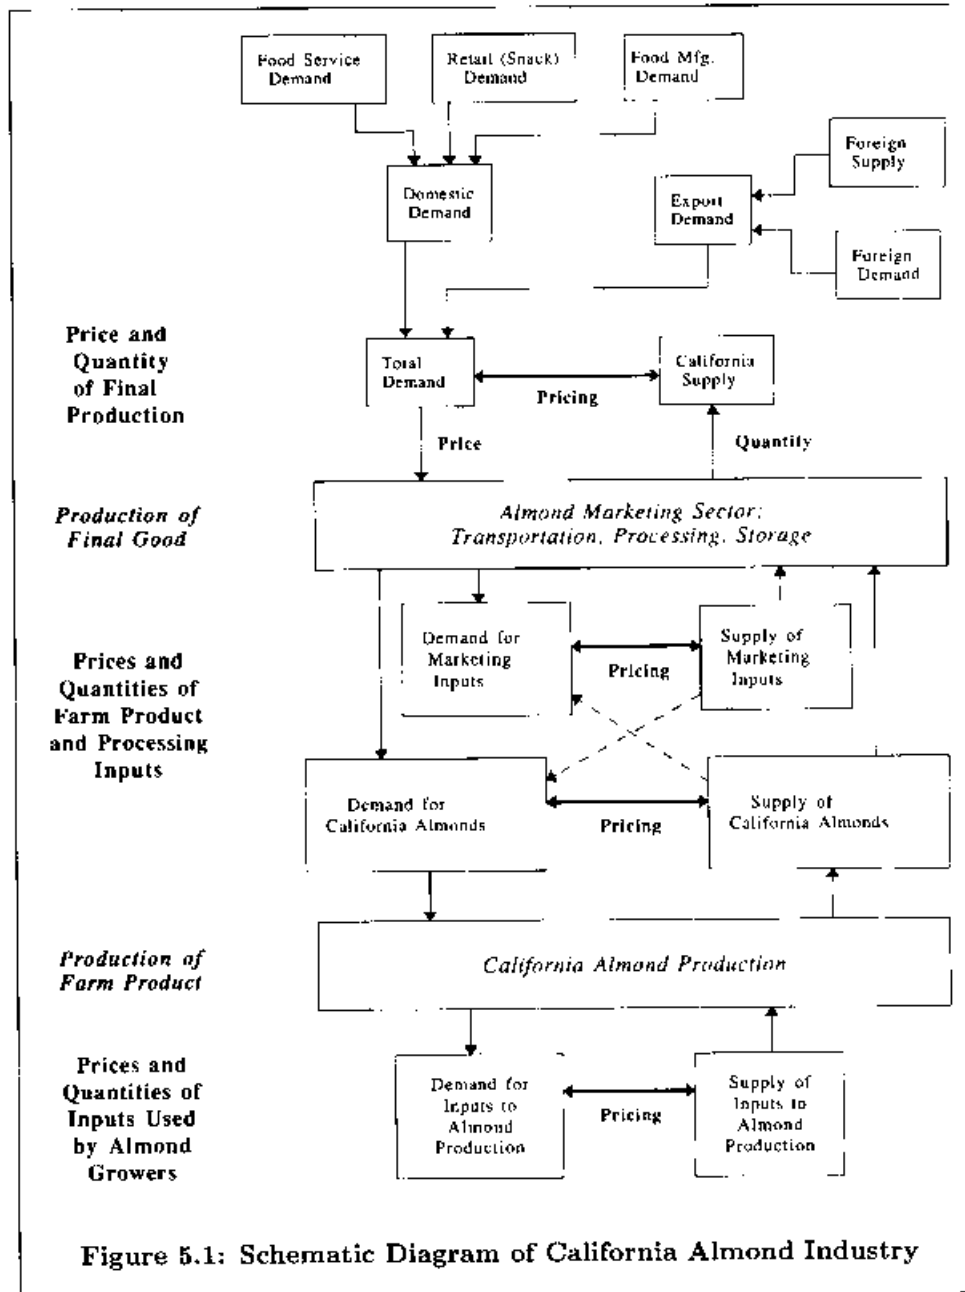 Food Service
Demand
Retail (Snack)
Demand
Food Mfg.
Demand
Foreign
Supply
Domestic
Demand
Export
Demand
Foreign
Demand
Price and
Quantity
of Final
Production
Total
Demand
Pricing
California
Supply
Price
Quantity
Production of
Final Good
Almond Marketing Sector:
Transportation, Processing, Storage
Prices and
Quantities of
Farm Product
and Processing
Inputs
Demand for
Marketing
Inputs
Pricing
Supply of
Marketing
Inputs
Demand for
California Almonds
Pricing
Supply of
California Almonds
Production of
Farm Product
California Almond Production
Prices and
Quantities of
Inputs Used
by Almond
Growers
Demand for
Inputs to
Almond
Production
Pricing
Supply of
Inputs to
Almond
Production
Figure 5.1: Schematic Diagram of California Almond Industry